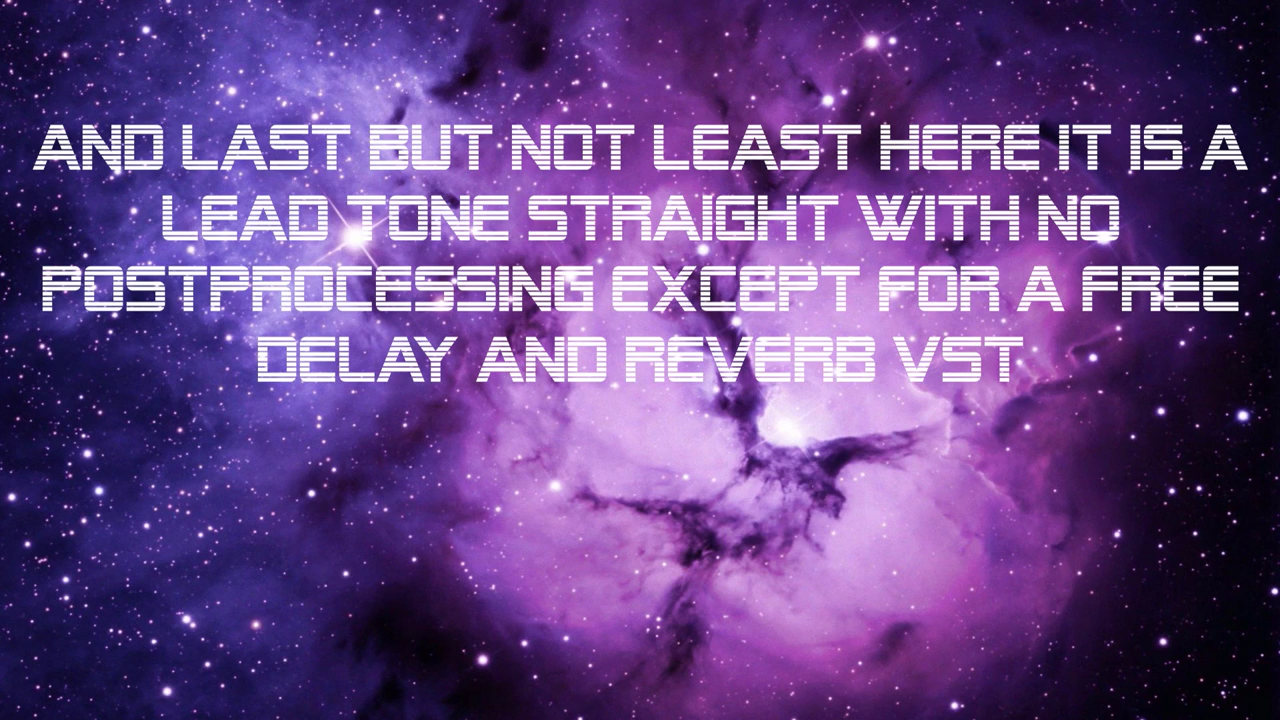 AND LAST BUT NOT LEAST HERE IT IS A
LEAD TONE STRAIGHT WITH NO
POSTPROCESSING EXCEPT FOR A FREE
DELAY AND REVERB VST